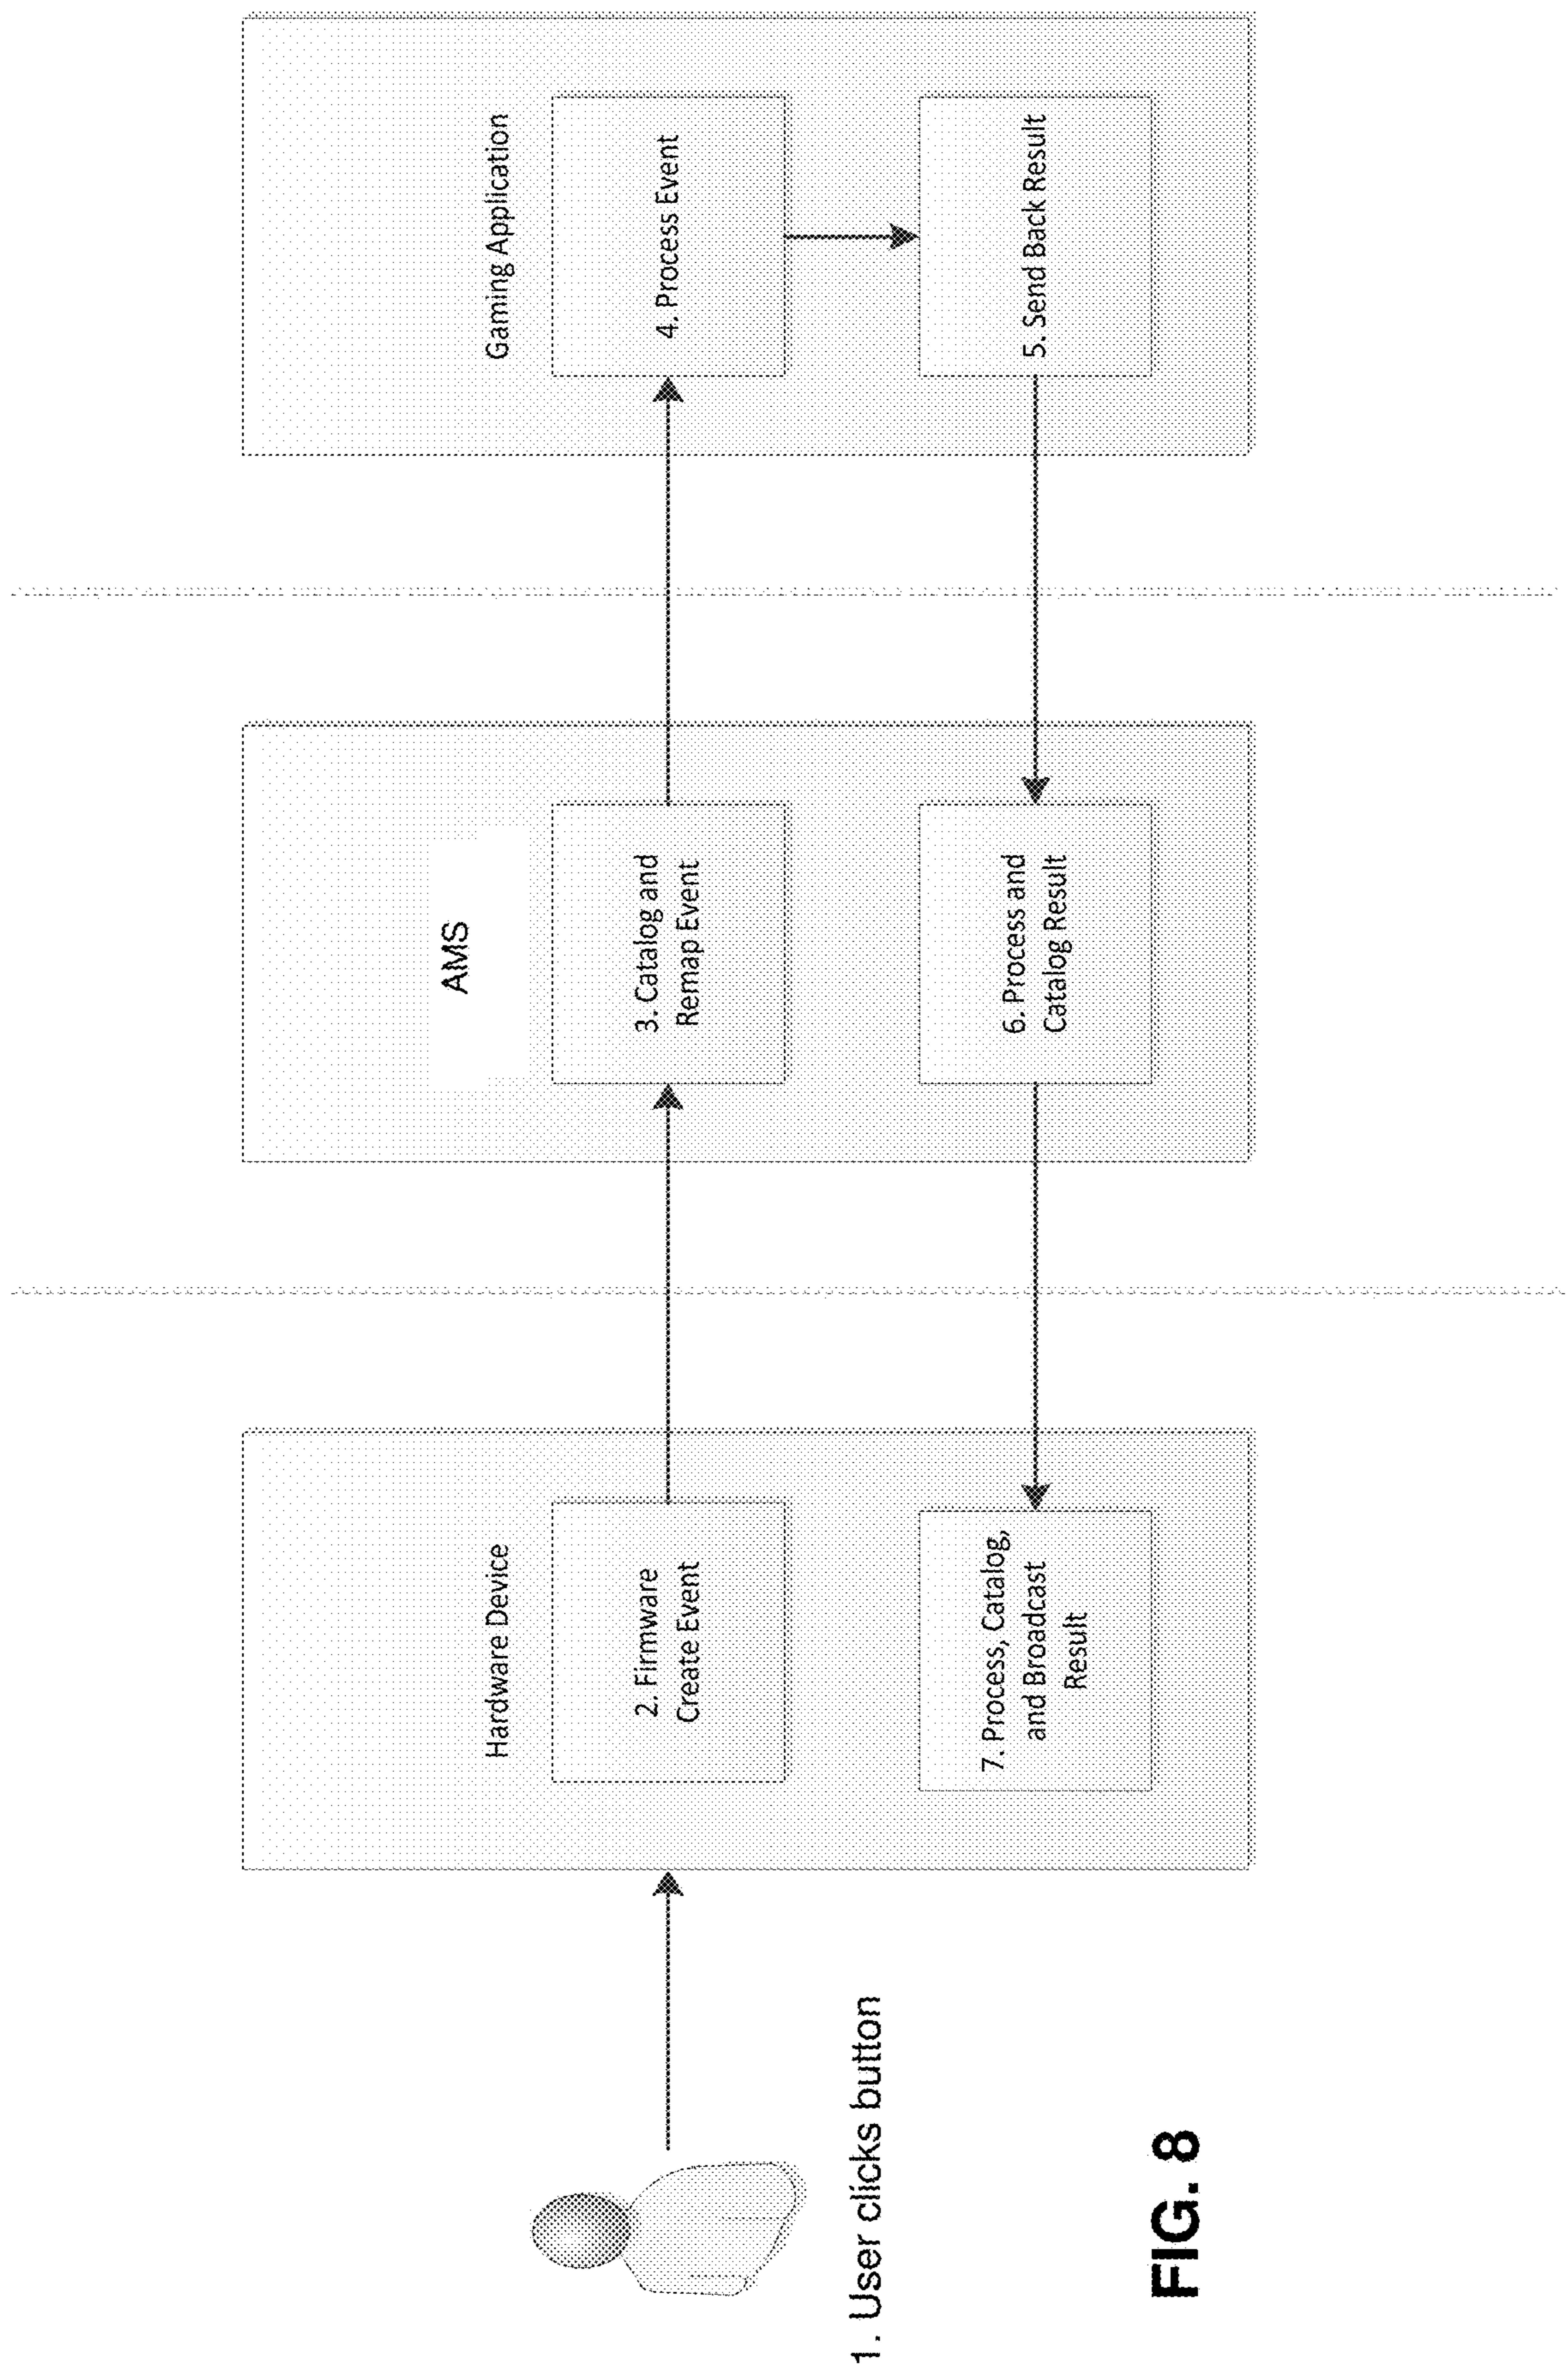 Hardware Device
AMS
Gaming Application
1. User clicks button
2. Firmware
Create Event
3. Catalog and
Remap Event
4. Process Event
5. Send Back Result
6. Process and
Catalog Result
7. Process, Catalog,
and Broadcast
Result
FIG. 8